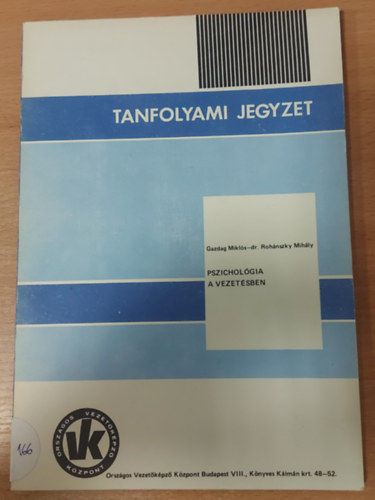 TANFOLYAMI JEGYZET
Gazdag Miklós–dr. Rohánszky Mihály
PSZICHOLÓGIA
A VEZETÉSBEN
ORSZÁGOS VEZETŐKÉPZŐ KÖZPONT
VK
166
Országos Vezetőképző Központ Budapest VIII., Könyves Kálmán krt. 48–52.